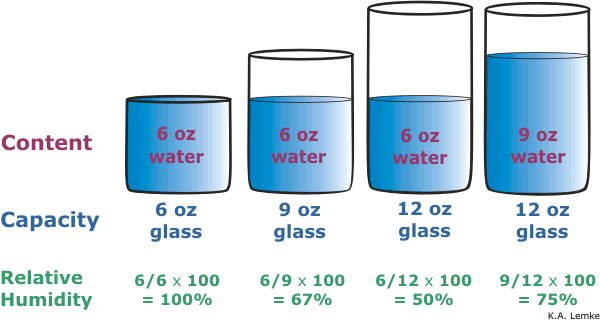 Content
6 oz
water
6 oz
water
6 oz
water
9 oz
water
Capacity
6 oz
glass
9 oz
glass
12 oz
glass
12 oz
glass
Relative
Humidity
6/6 x 100
= 100%
6/9 x 100
= 67%
6/12 x 100
= 50%
9/12 x 100
= 75%
K.A. Lemke